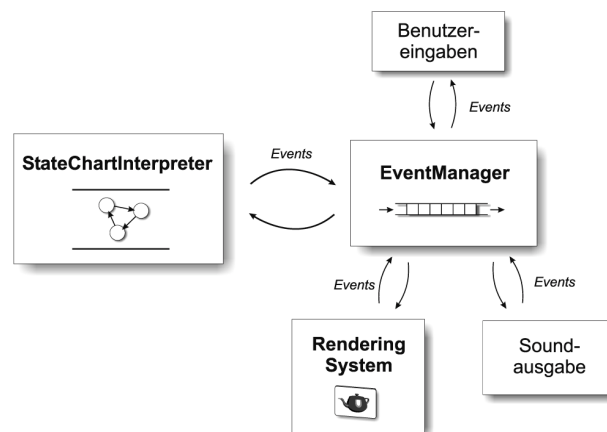 Benutzer-
eingaben
Events
StateChartInterpreter
Events
EventManager
Events
Events
Rendering
System
Sound-
ausgabe